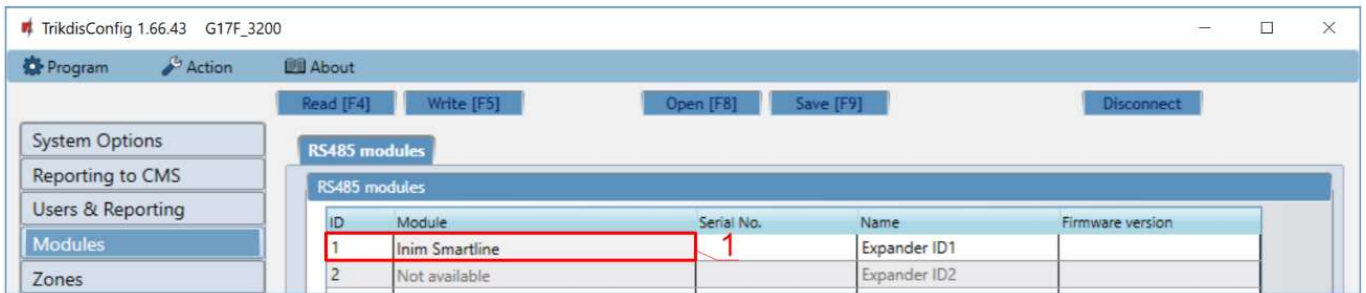 TrikdisConfig 1.66.43 G17F_3200
Program Action About
Read [F4] Write [F5] Open [F8] Save [F9] Disconnect
System Options
Reporting to CMS
Users & Reporting
Modules
Zones
RS485 modules
RS485 modules
ID Module Serial No. Name Firmware version
1 Inim Smartline 1 Expander ID1
2 Not available Expander ID2